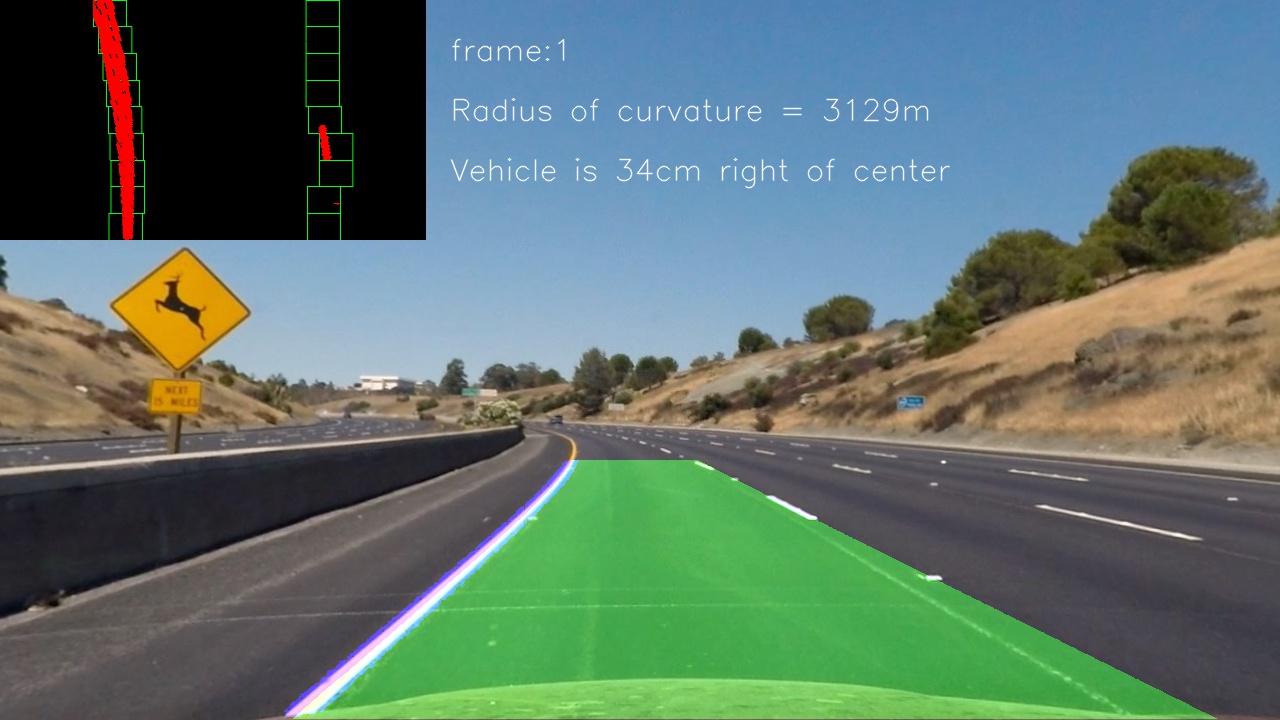 frame:1
Radius of curvature = 3129m
Vehicle is 34cm right of center
NEXT
15 MILES